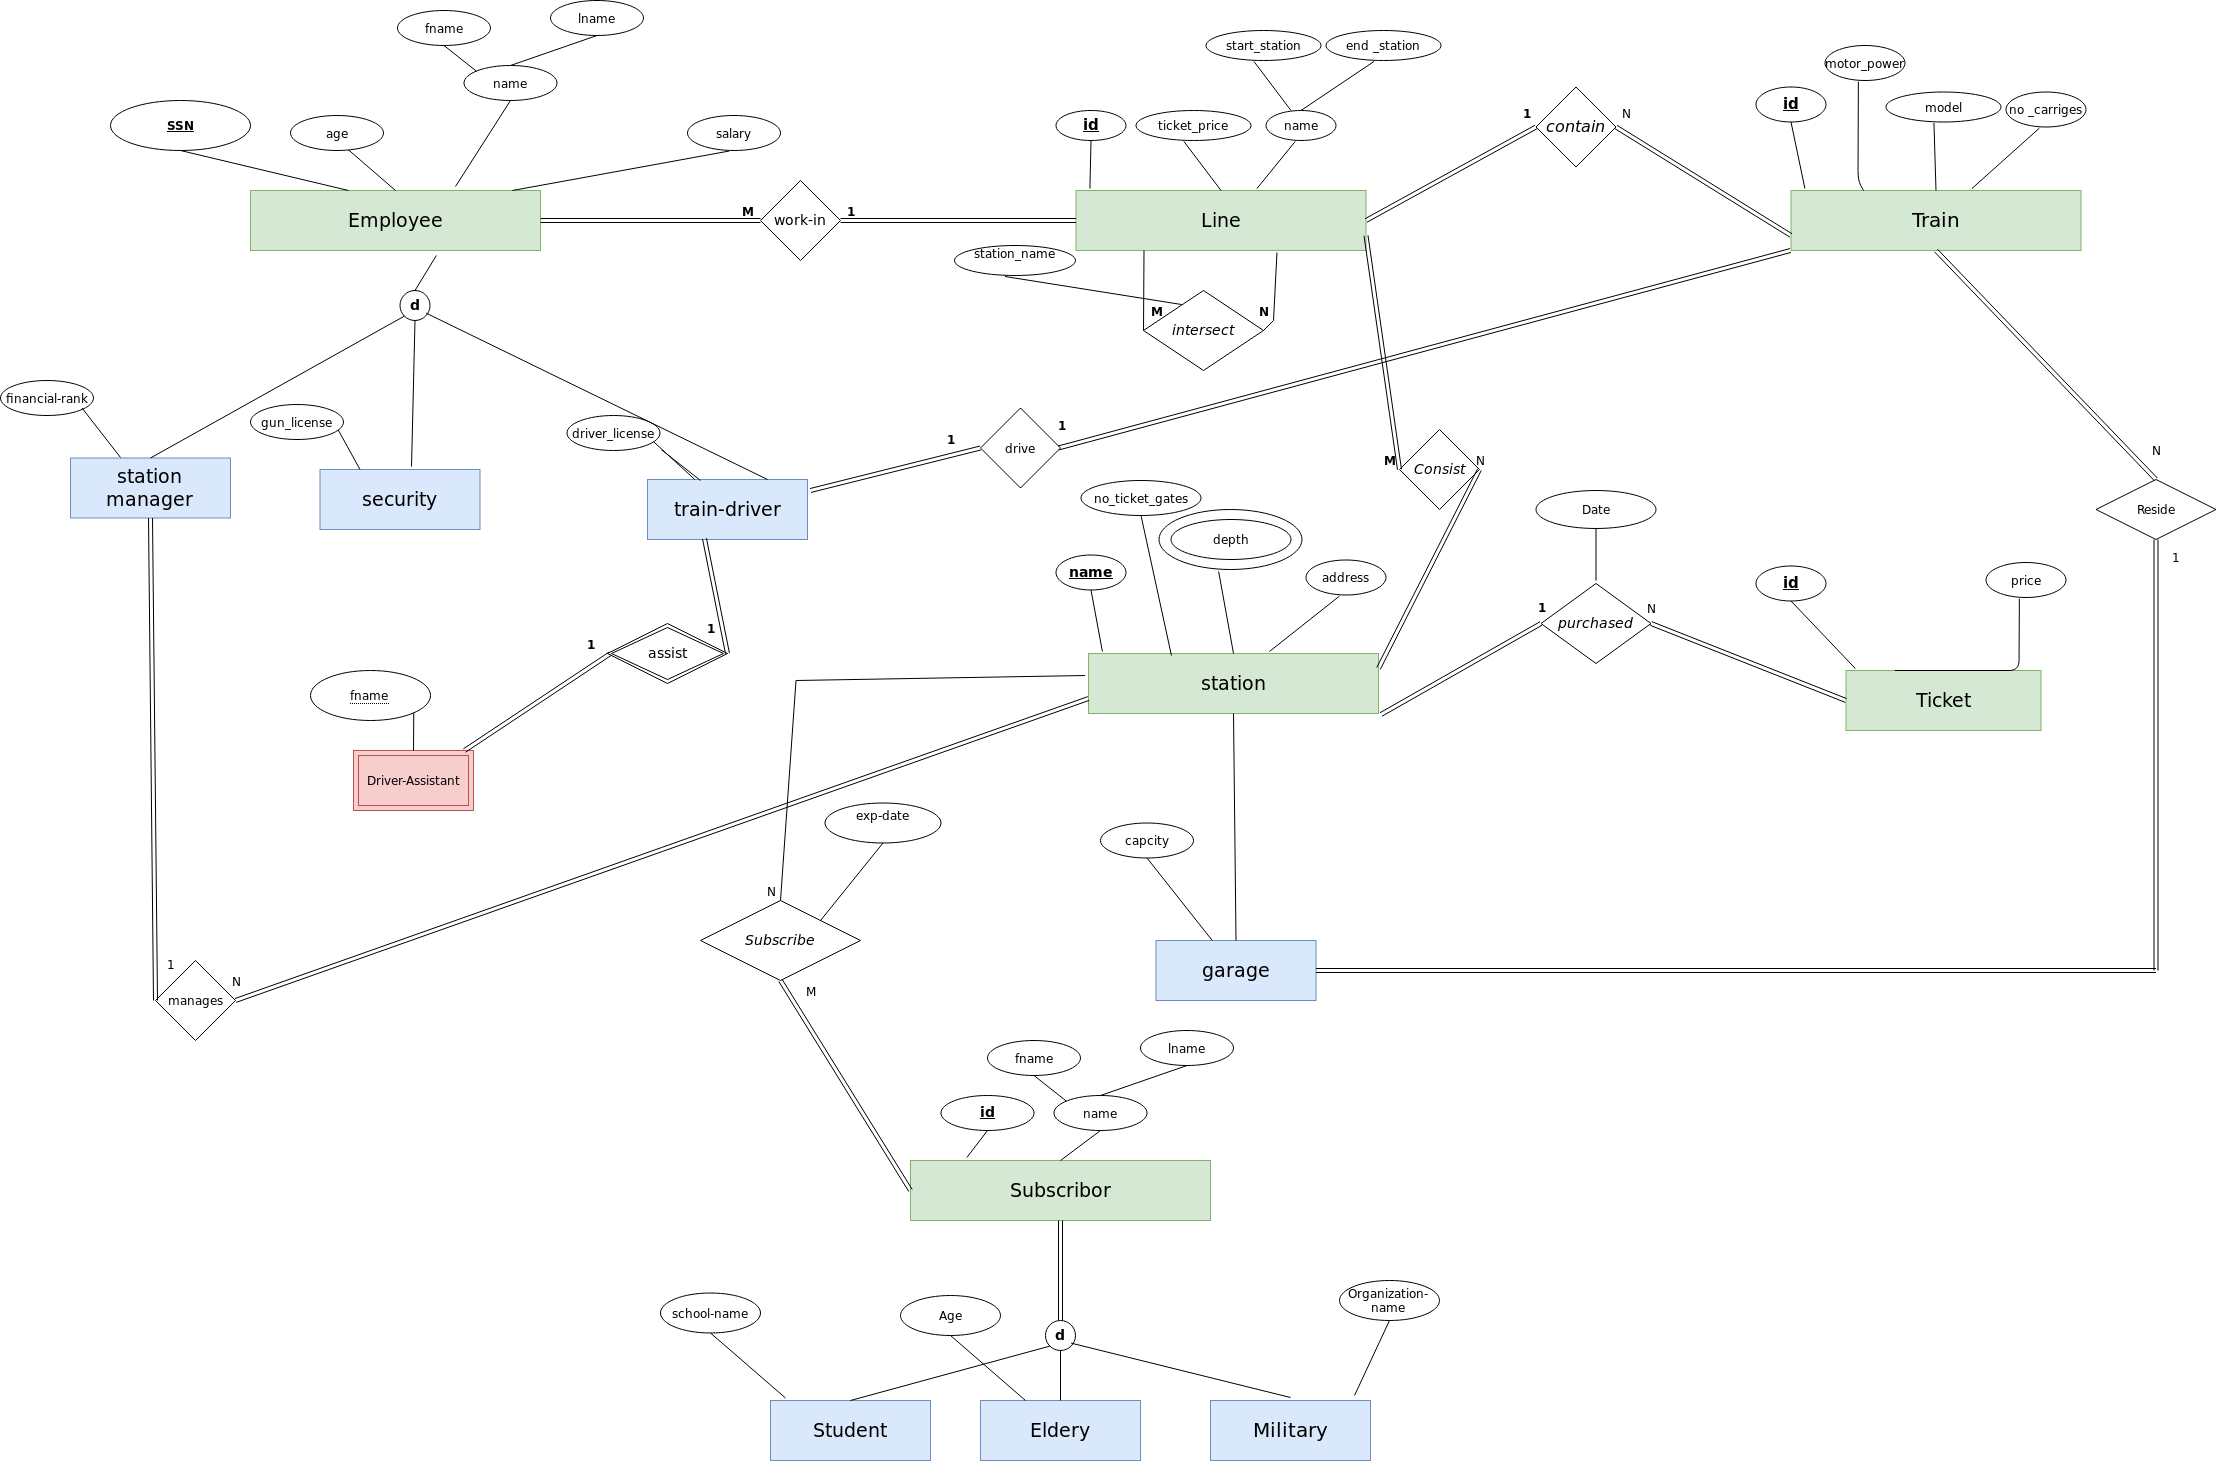 lname
fname
start_station
end _station
motor_power
name
id
model
no _carriges
SSN
age
salary
id
ticket_price
name
1
contain
N
Employee
M
work-in
1
Line
Train
station_name
d
M
intersect
N
financial-rank
gun_license
driver_license
1
drive
1
M
Consist
N
N
station
manager
security
train-driver
no_ticket_gates
Date
Reside
depth
1
name
address
id
price
1
assist
1
1
purchased
N
fname
station
Ticket
Driver-Assistant
exp-date
capcity
N
Subscribe
garage
1
manages
N
M
fname
lname
id
name
Subscribor
school-name
Age
d
Organization-
name
Student
Eldery
Military